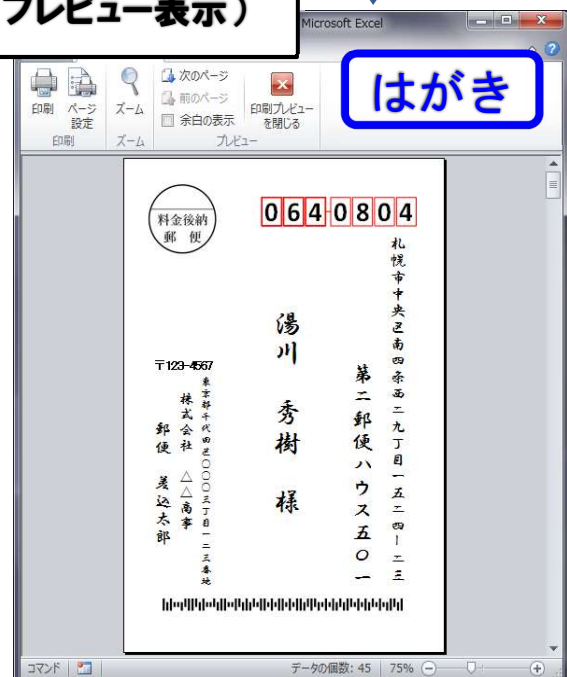 プレビュー表示）
Microsoft Excel
はがき
次のページ
前のページ
余白の表示
印刷
ページ
設定
ズーム
印刷プレビュー
を閉じる
印刷
ズーム
プレビュー
料金後納
郵 便
064-0804
札幌市中央区南四条西二九丁目一五二四ー二三
第二郵便ハウス五〇一
湯川 秀樹 様
〒123-4567
東京都千代田区〇〇〇三丁目一二三番地
株式会社 △△商事
郵便 差込太郎
コマンド
データの個数: 45
75%